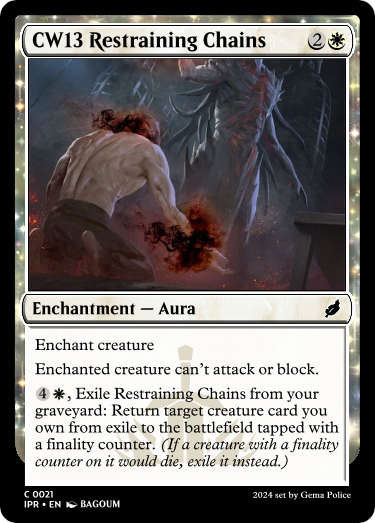 CW13 Restraining Chains 2
Enchantment — Aura
Enchant creature
Enchanted creature can't attack or block.
4, Exile Restraining Chains from your
graveyard: Return target creature card you
own from exile to the battlefield tapped with
a finality counter. (If a creature with a finality
counter on it would die, exile it instead.)
C 0021
IPR • EN BAGOUM
2024 set by Gema Police